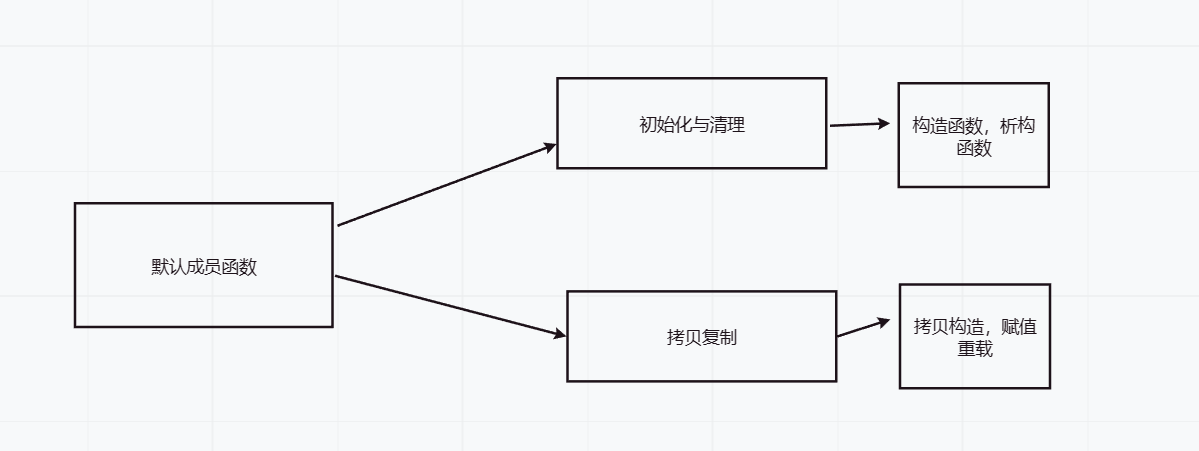 默认成员函数
初始化与清理
构造函数，析构
函数
拷贝复制
拷贝构造，赋值
重载